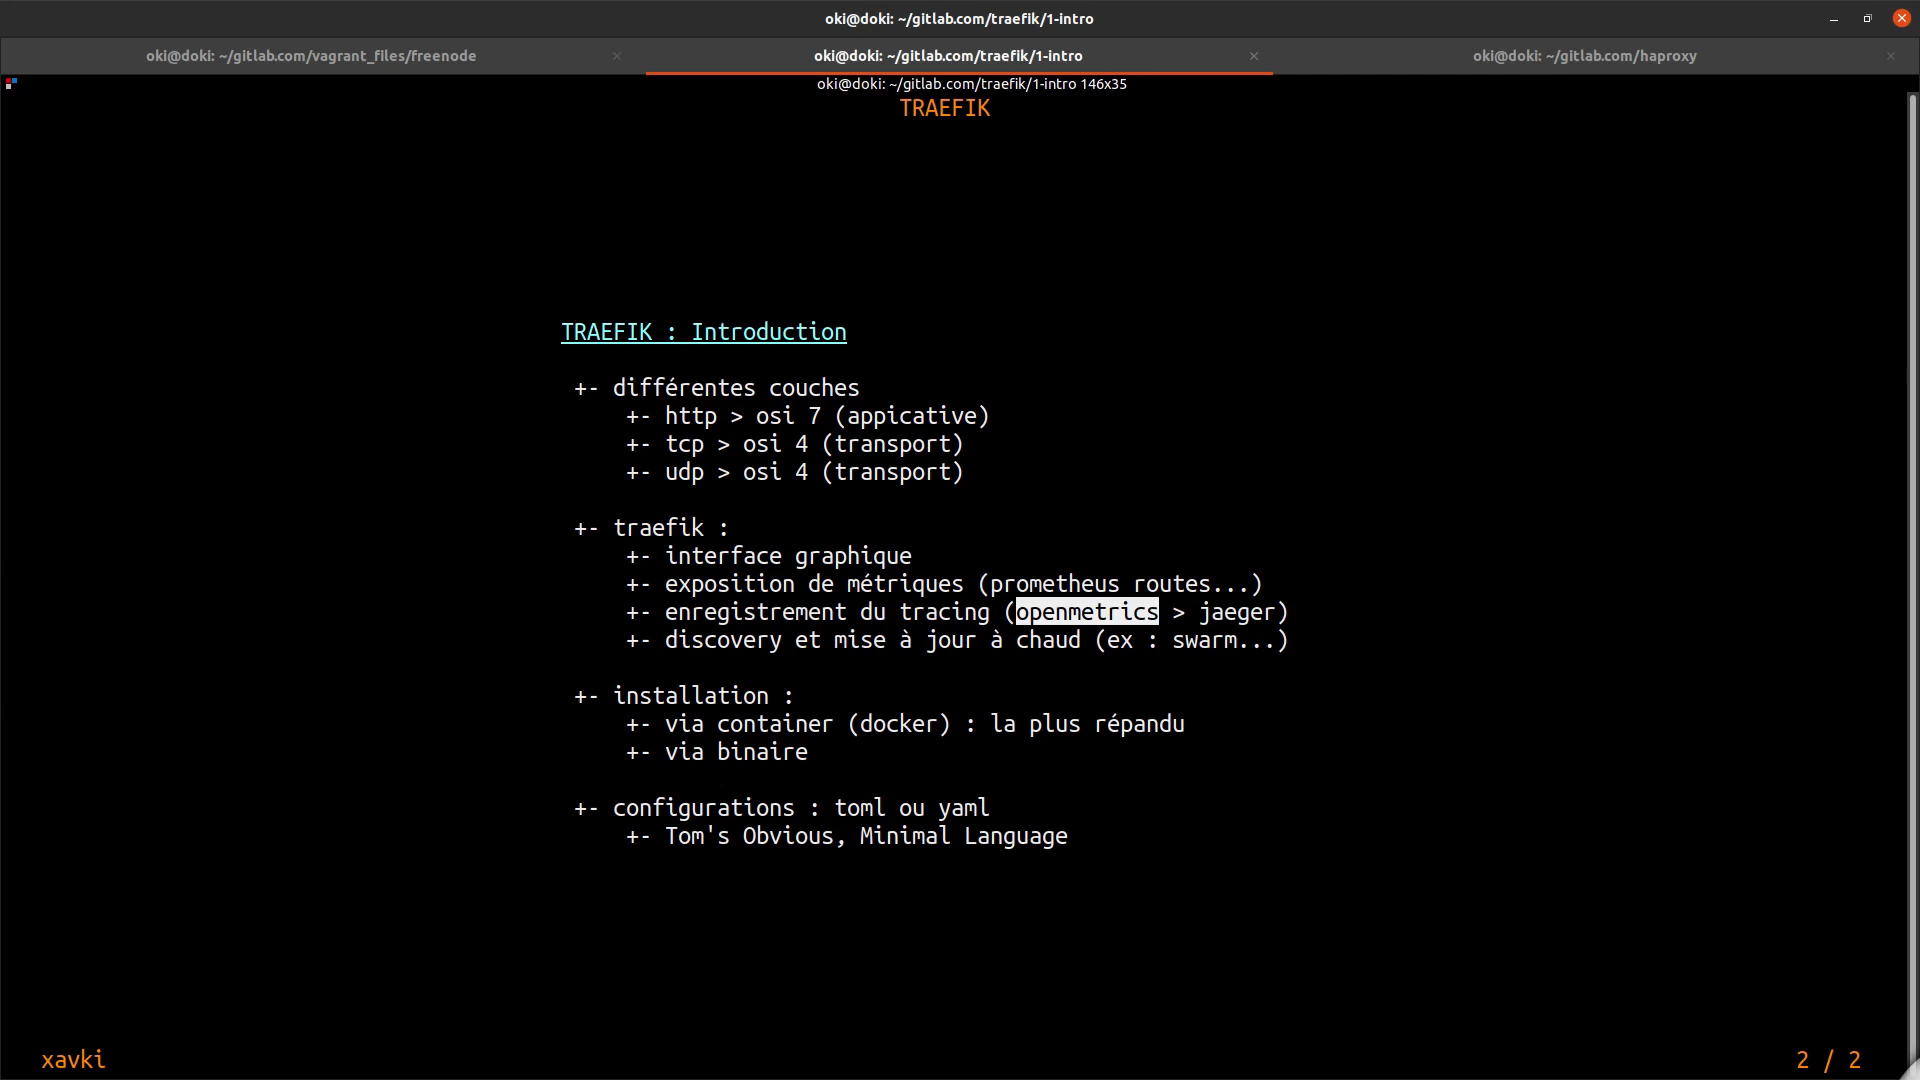 oki@doki: ~/gitlab.com/traefik/1-intro
oki@doki: ~/gitlab.com/vagrant_files/freenode
oki@doki: ~/gitlab.com/traefik/1-intro
oki@doki: ~/gitlab.com/haproxy
oki@doki: ~/gitlab.com/traefik/1-intro 146x35
TRAEFIK
TRAEFIK : Introduction
+- différentes couches
+- http > osi 7 (appicative)
+- tcp > osi 4 (transport)
+- udp > osi 4 (transport)
+- traefik :
+- interface graphique
+- exposition de métriques (prometheus routes...)
+- enregistrement du tracing (openmetrics > jaeger)
+- discovery et mise à jour à chaud (ex : swarm...)
+- installation :
+- via container (docker) : la plus répandu
+- via binaire
+- configurations : toml ou yaml
+- Tom's Obvious, Minimal Language
xavki
2 / 2